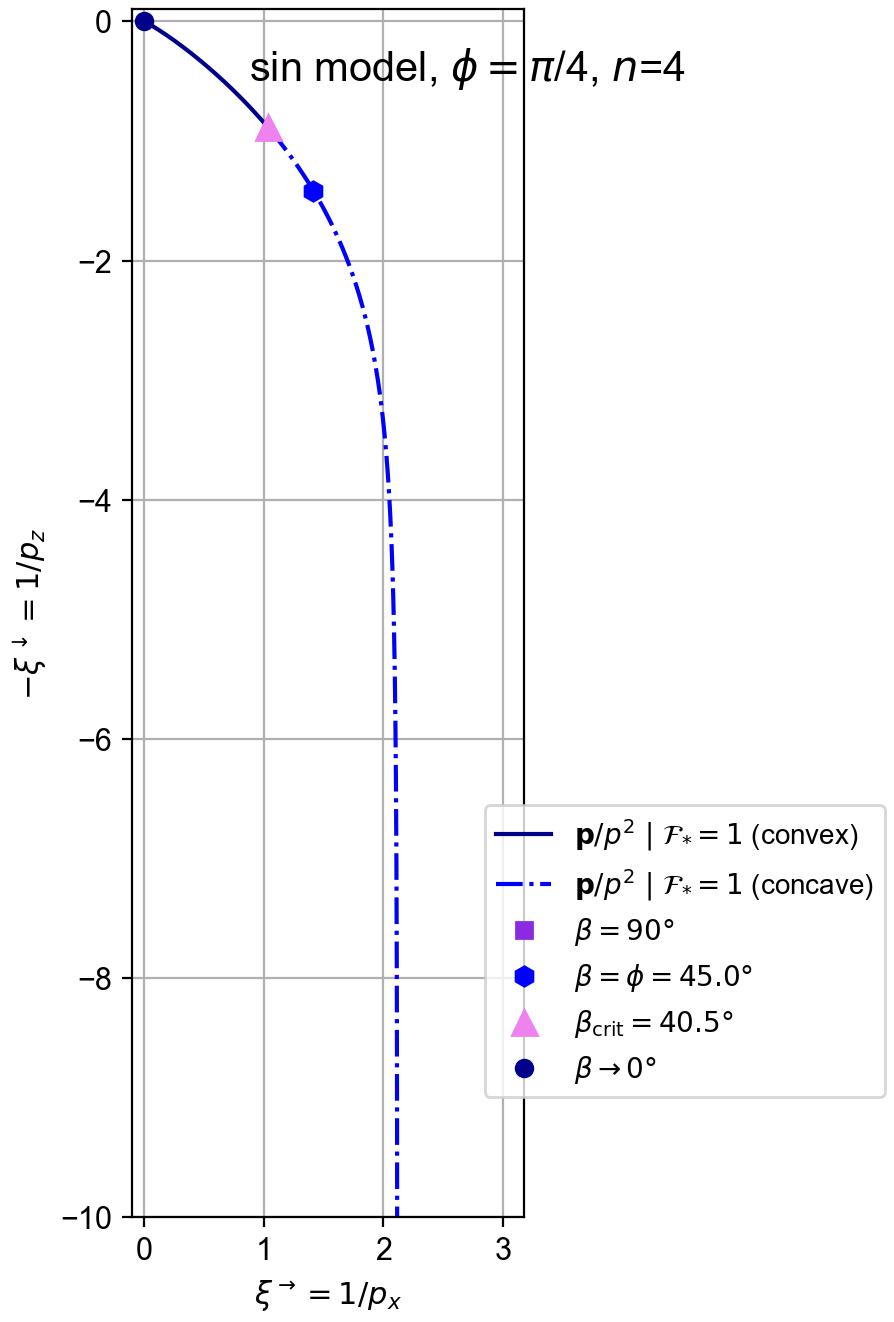 sin model, ϕ = π/4, n=4
0
−2
−4
−6
−8
−10
−ξ↓ = 1/p_z
0 1 2 3
ξ→ = 1/p_x
p/p² | ℱ∗ = 1 (convex)
p/p² | ℱ∗ = 1 (concave)
β = 90°
β = ϕ = 45.0°
β_crit = 40.5°
β → 0°